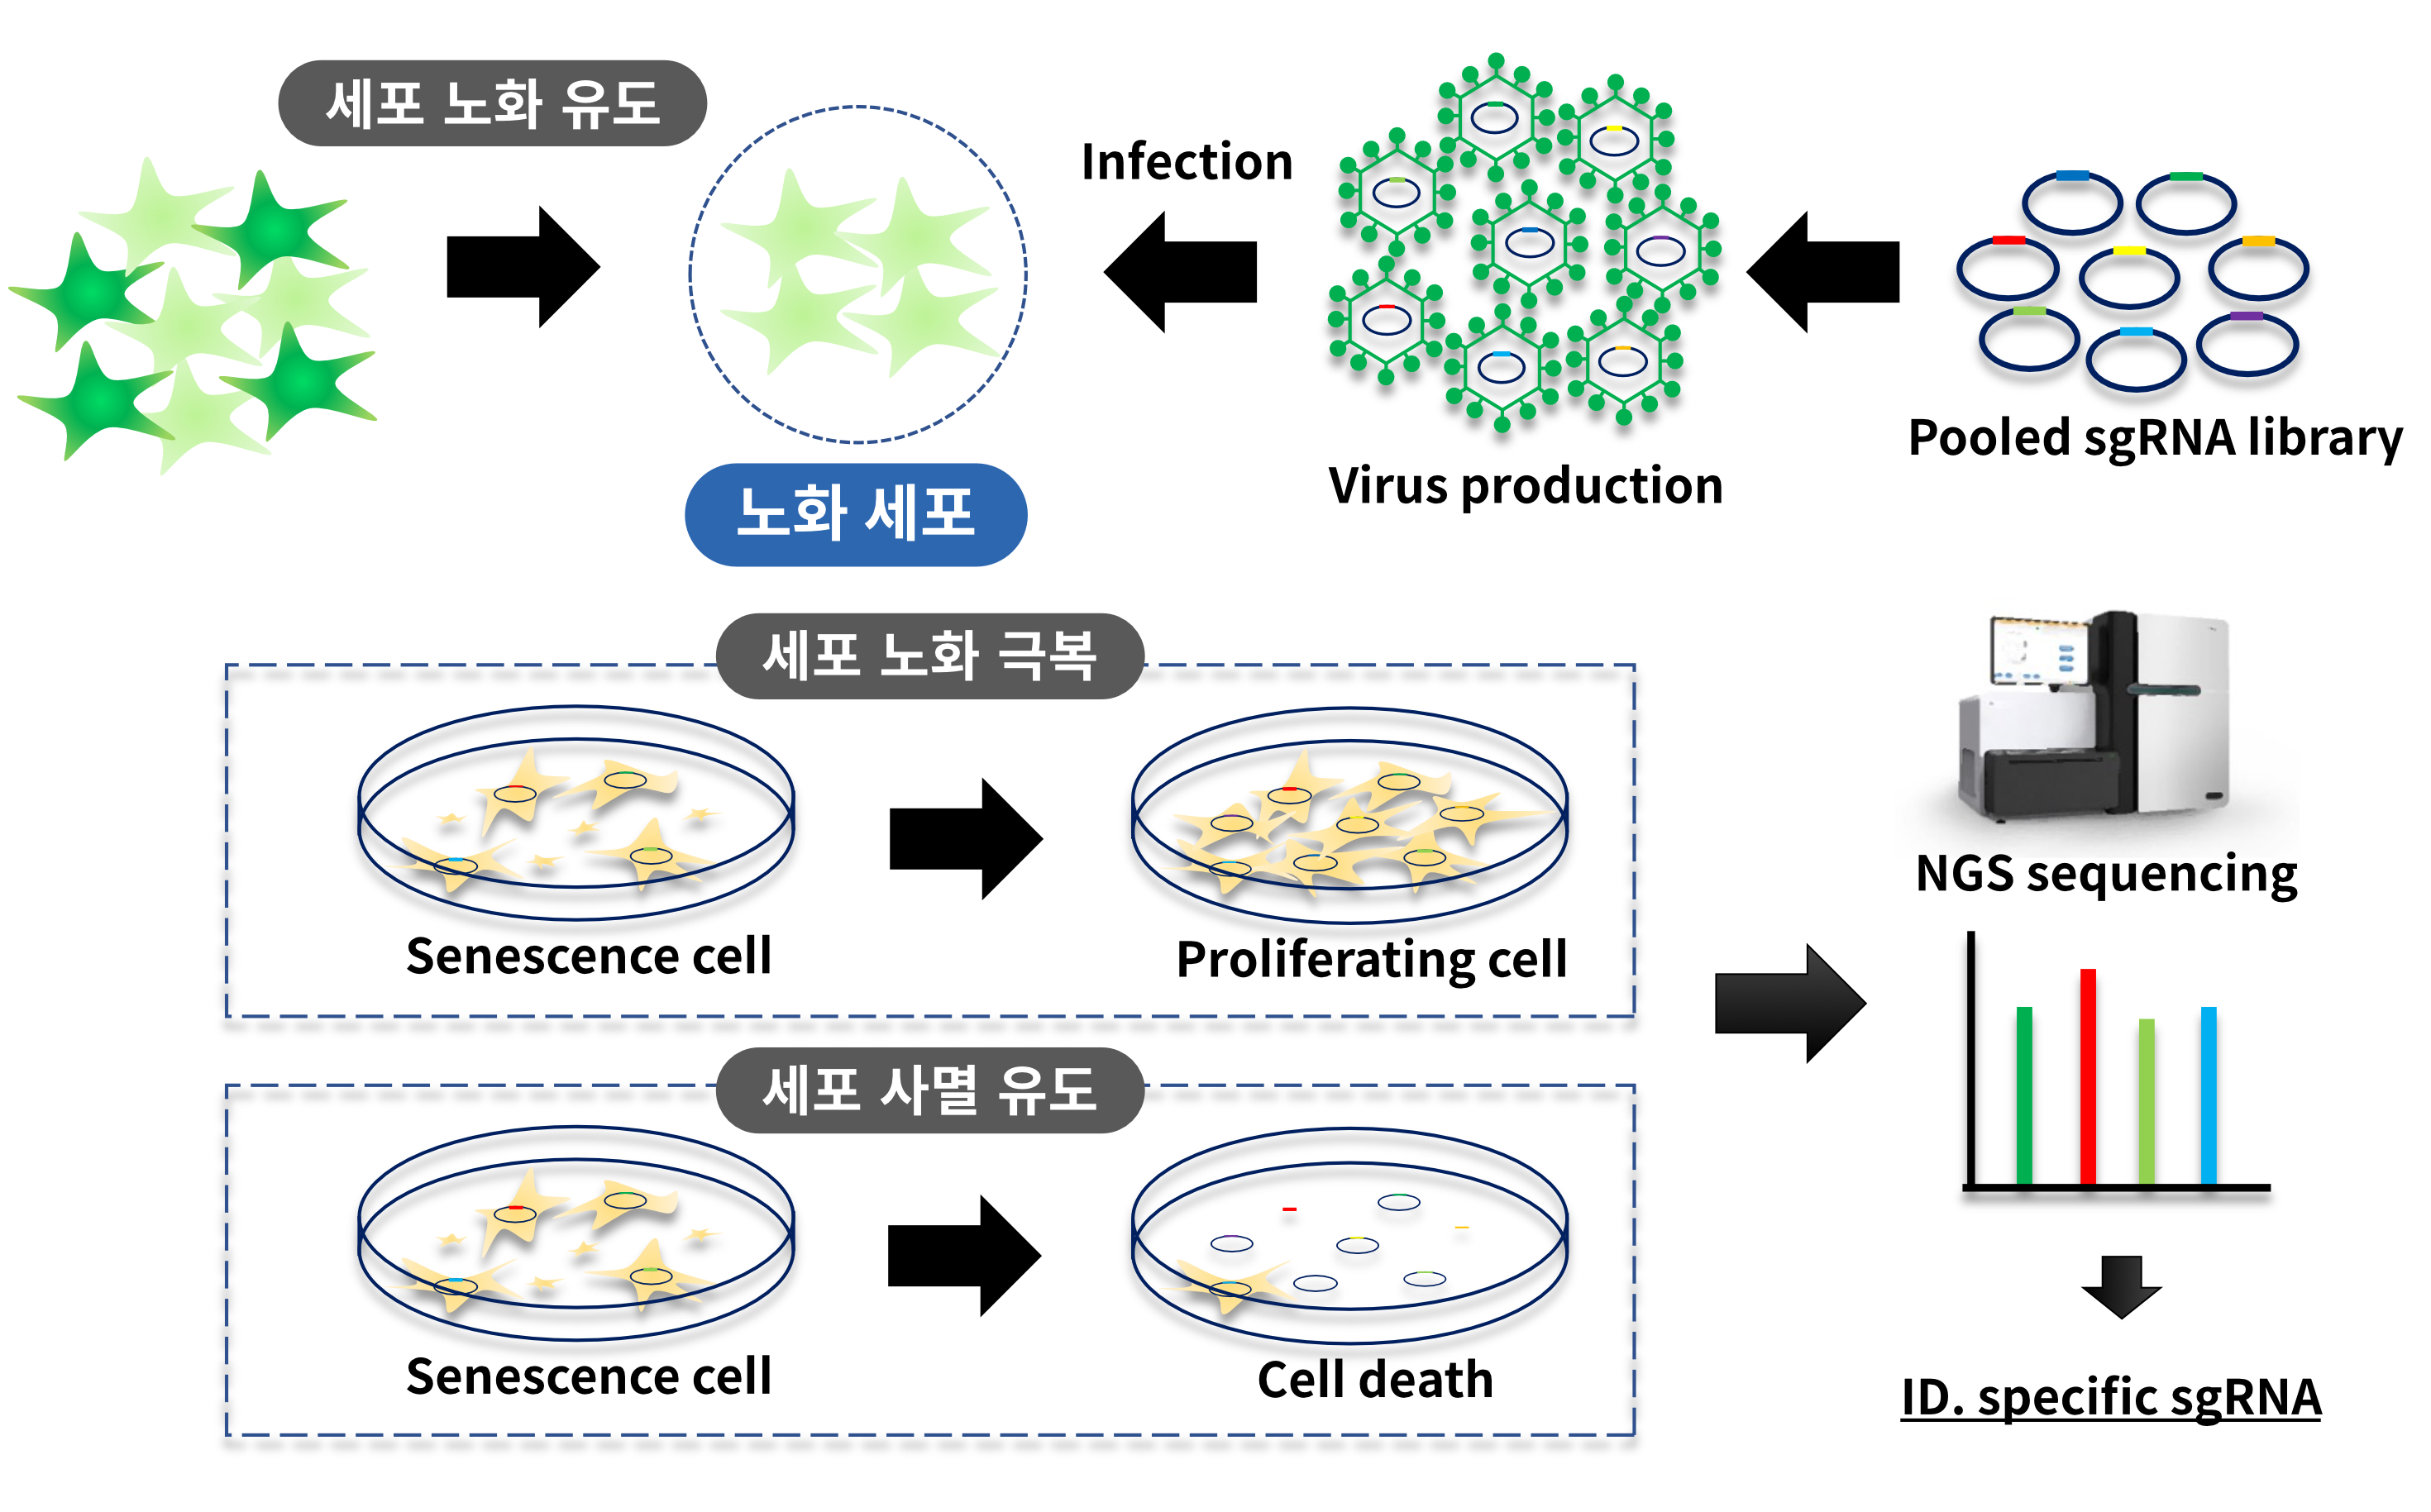 세포 노화 유도
Infection
Pooled sgRNA library
Virus production
노화 세포
세포 노화 극복
Senescence cell
Proliferating cell
NGS sequencing
세포 사멸 유도
Senescence cell
Cell death
ID. specific sgRNA